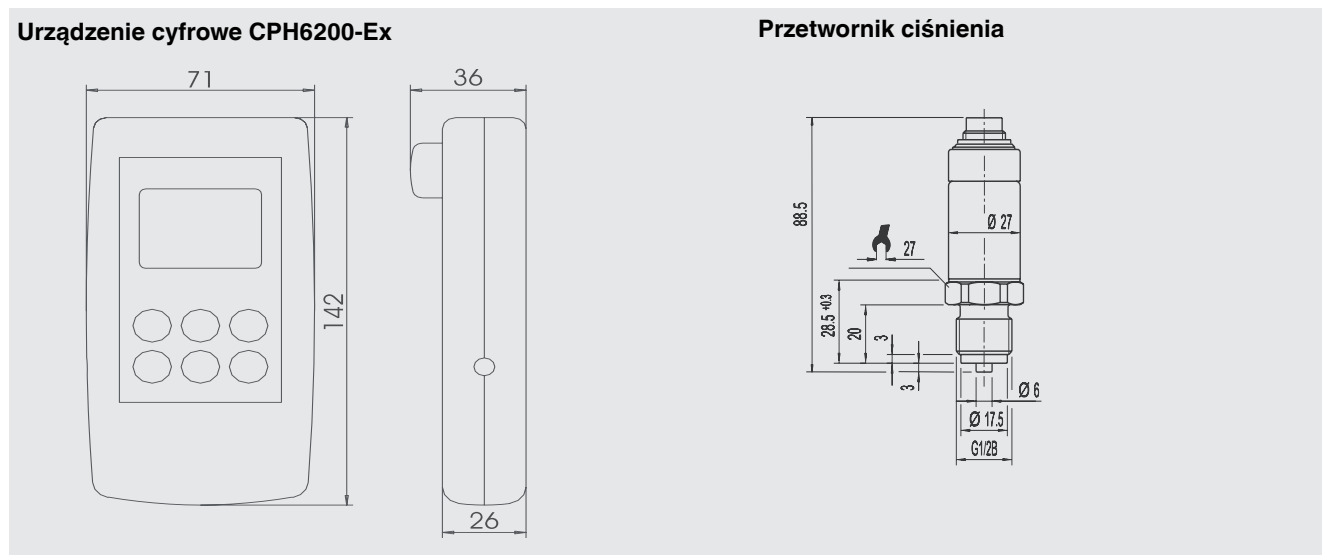 Urządzenie cyfrowe CPH6200-Ex
71
36
142
26
Przetwornik ciśnienia
88.5
Ø 27
27
28.5 +0.3
20
3
3
Ø 6
Ø 17.5
G1/2B